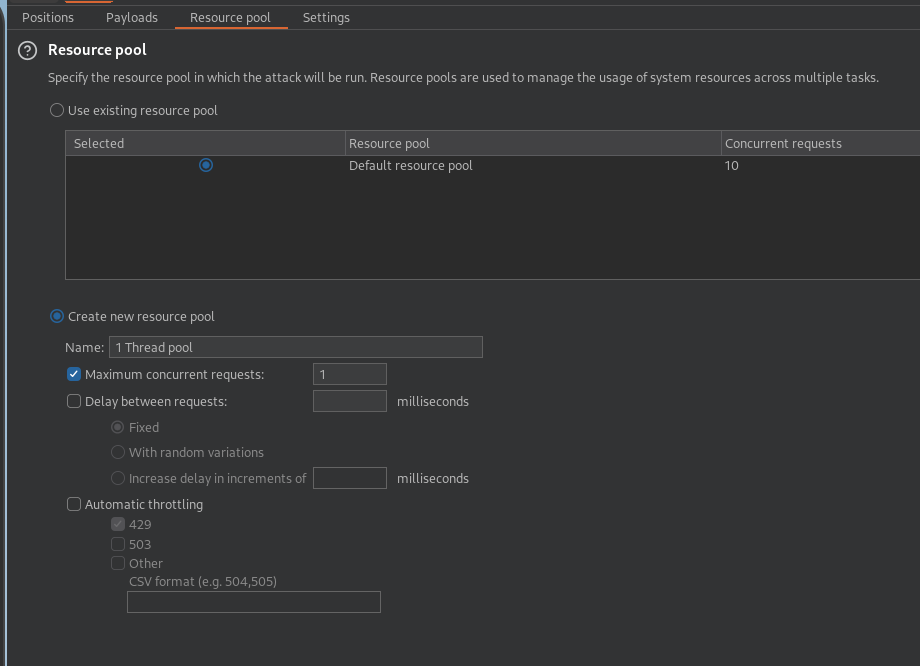 Positions Payloads Resource pool Settings
? Resource pool
Specify the resource pool in which the attack will be run. Resource pools are used to manage the usage of system resources across multiple tasks.
Use existing resource pool
Selected Resource pool Concurrent requests
Default resource pool 10
Create new resource pool
Name: 1 Thread pool
Maximum concurrent requests: 1
Delay between requests: milliseconds
Fixed
With random variations
Increase delay in increments of milliseconds
Automatic throttling
429
503
Other
CSV format (e.g. 504,505)